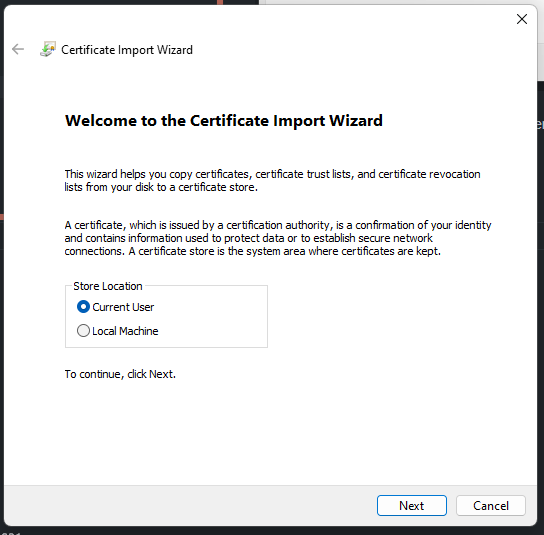 Certificate Import Wizard
Welcome to the Certificate Import Wizard
This wizard helps you copy certificates, certificate trust lists, and certificate revocation
lists from your disk to a certificate store.
A certificate, which is issued by a certification authority, is a confirmation of your identity
and contains information used to protect data or to establish secure network
connections. A certificate store is the system area where certificates are kept.
Store Location
Current User
Local Machine
To continue, click Next.
Next
Cancel